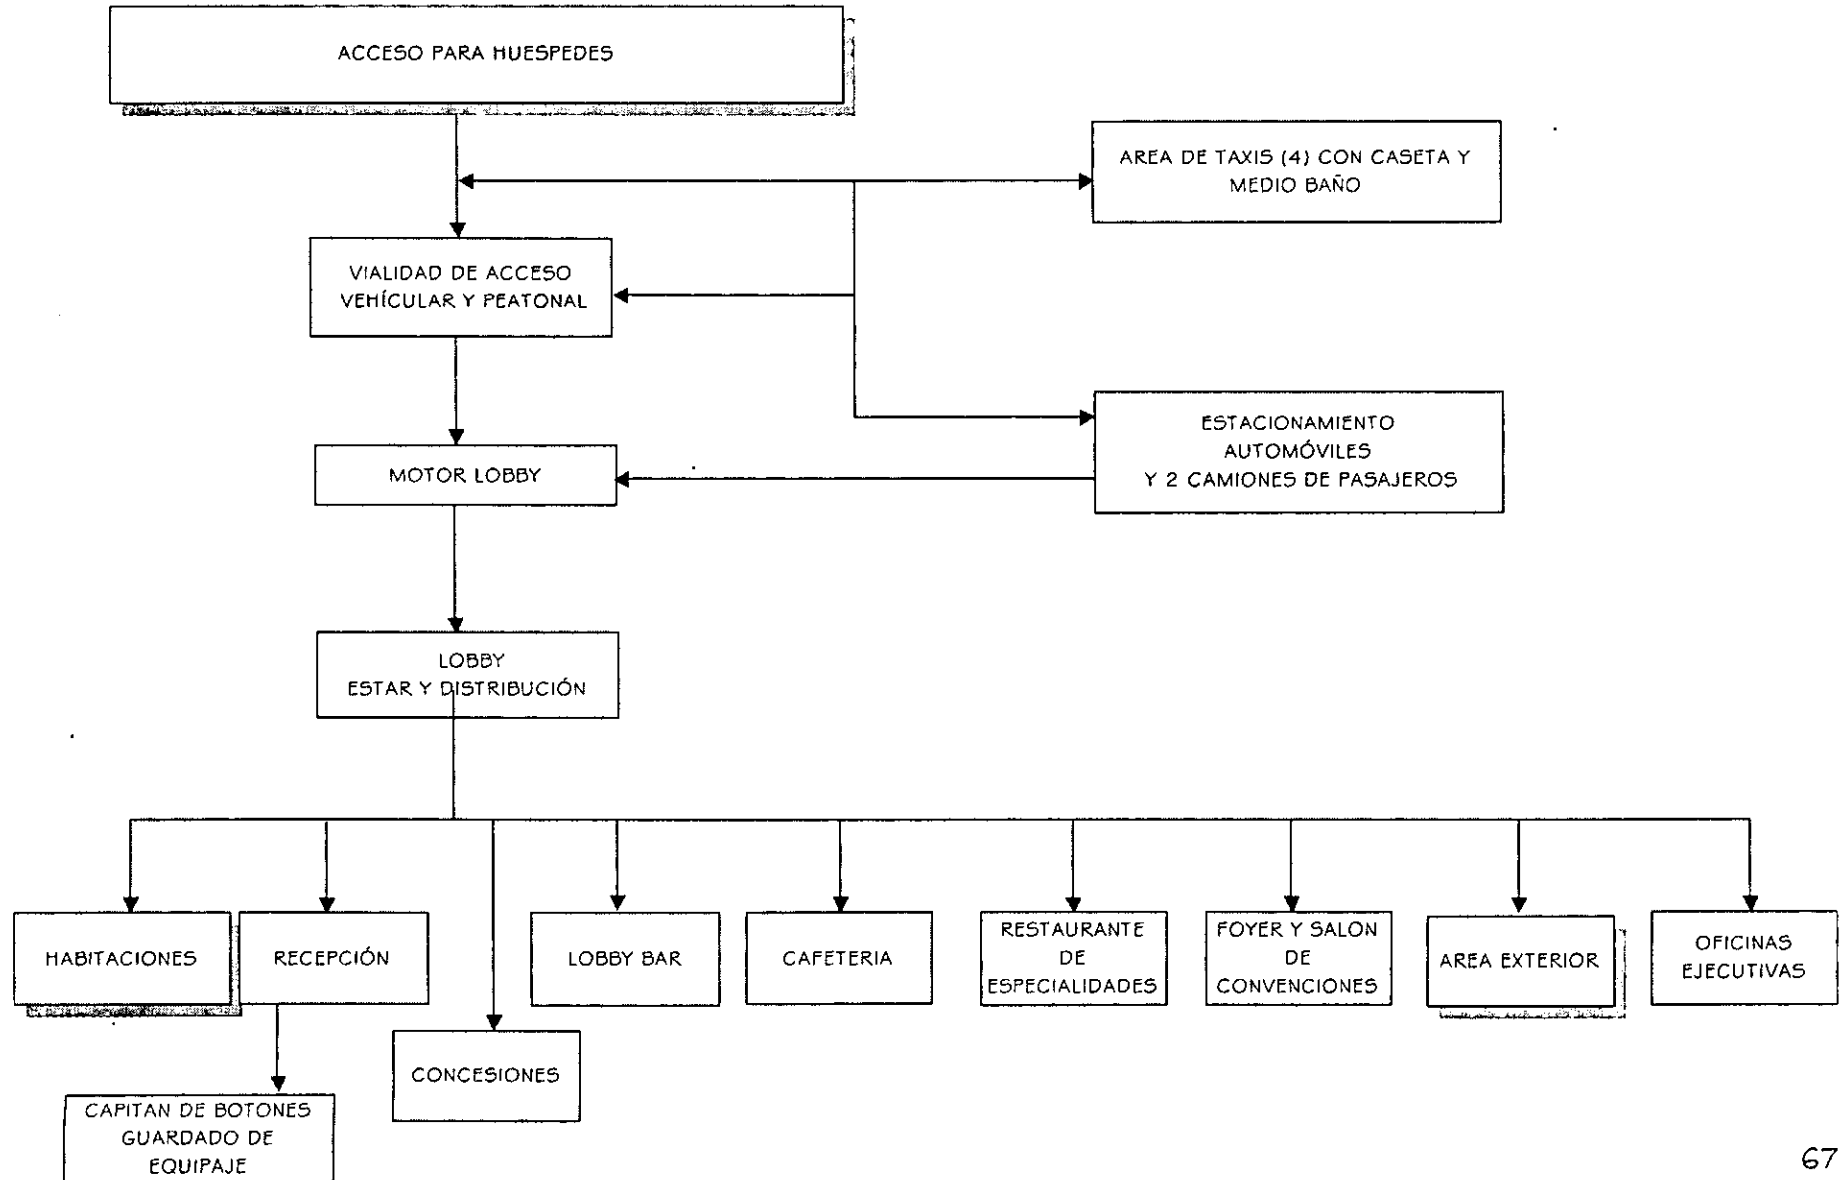 ACCESO PARA HUESPEDES
AREA DE TAXIS (4) CON CASETA Y
MEDIO BAÑO
VIALIDAD DE ACCESO
VEHÍCULAR Y PEATONAL
ESTACIONAMIENTO
AUTOMÓVILES
Y 2 CAMIONES DE PASAJEROS
MOTOR LOBBY
LOBBY
ESTAR Y DISTRIBUCIÓN
HABITACIONES
RECEPCIÓN
LOBBY BAR
CAFETERIA
RESTAURANTE
DE
ESPECIALIDADES
FOYER Y SALON
DE
CONVENCIONES
AREA EXTERIOR
OFICINAS
EJECUTIVAS
CONCESIONES
CAPITAN DE BOTONES
GUARDADO DE
EQUIPAJE
67